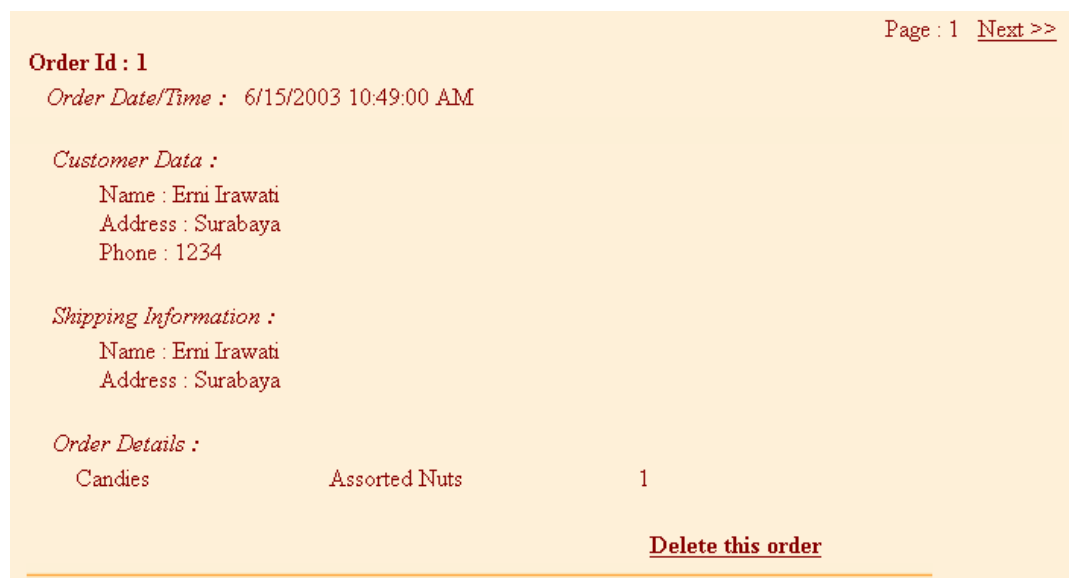 Page : 1 Next >>
Order Id : 1
Order Date/Time : 6/15/2003 10:49:00 AM
Customer Data :
Name : Erni Irawati
Address : Surabaya
Phone : 1234
Shipping Information :
Name : Erni Irawati
Address : Surabaya
Order Details :
Candies Assorted Nuts 1
Delete this order